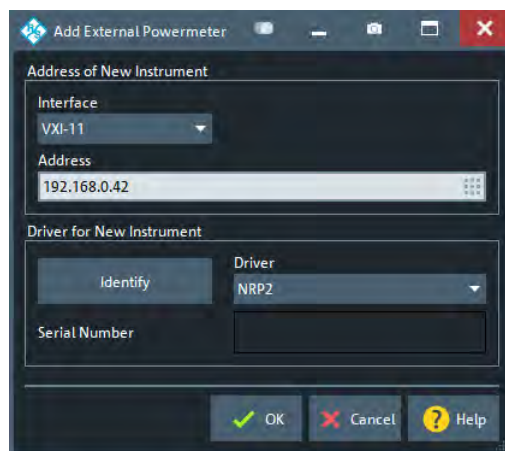 Add External Powermeter
Address of New Instrument
Interface
VXI-11
Address
192.168.0.42
Driver for New Instrument
Identify
Driver
NRP2
Serial Number
OK Cancel ? Help